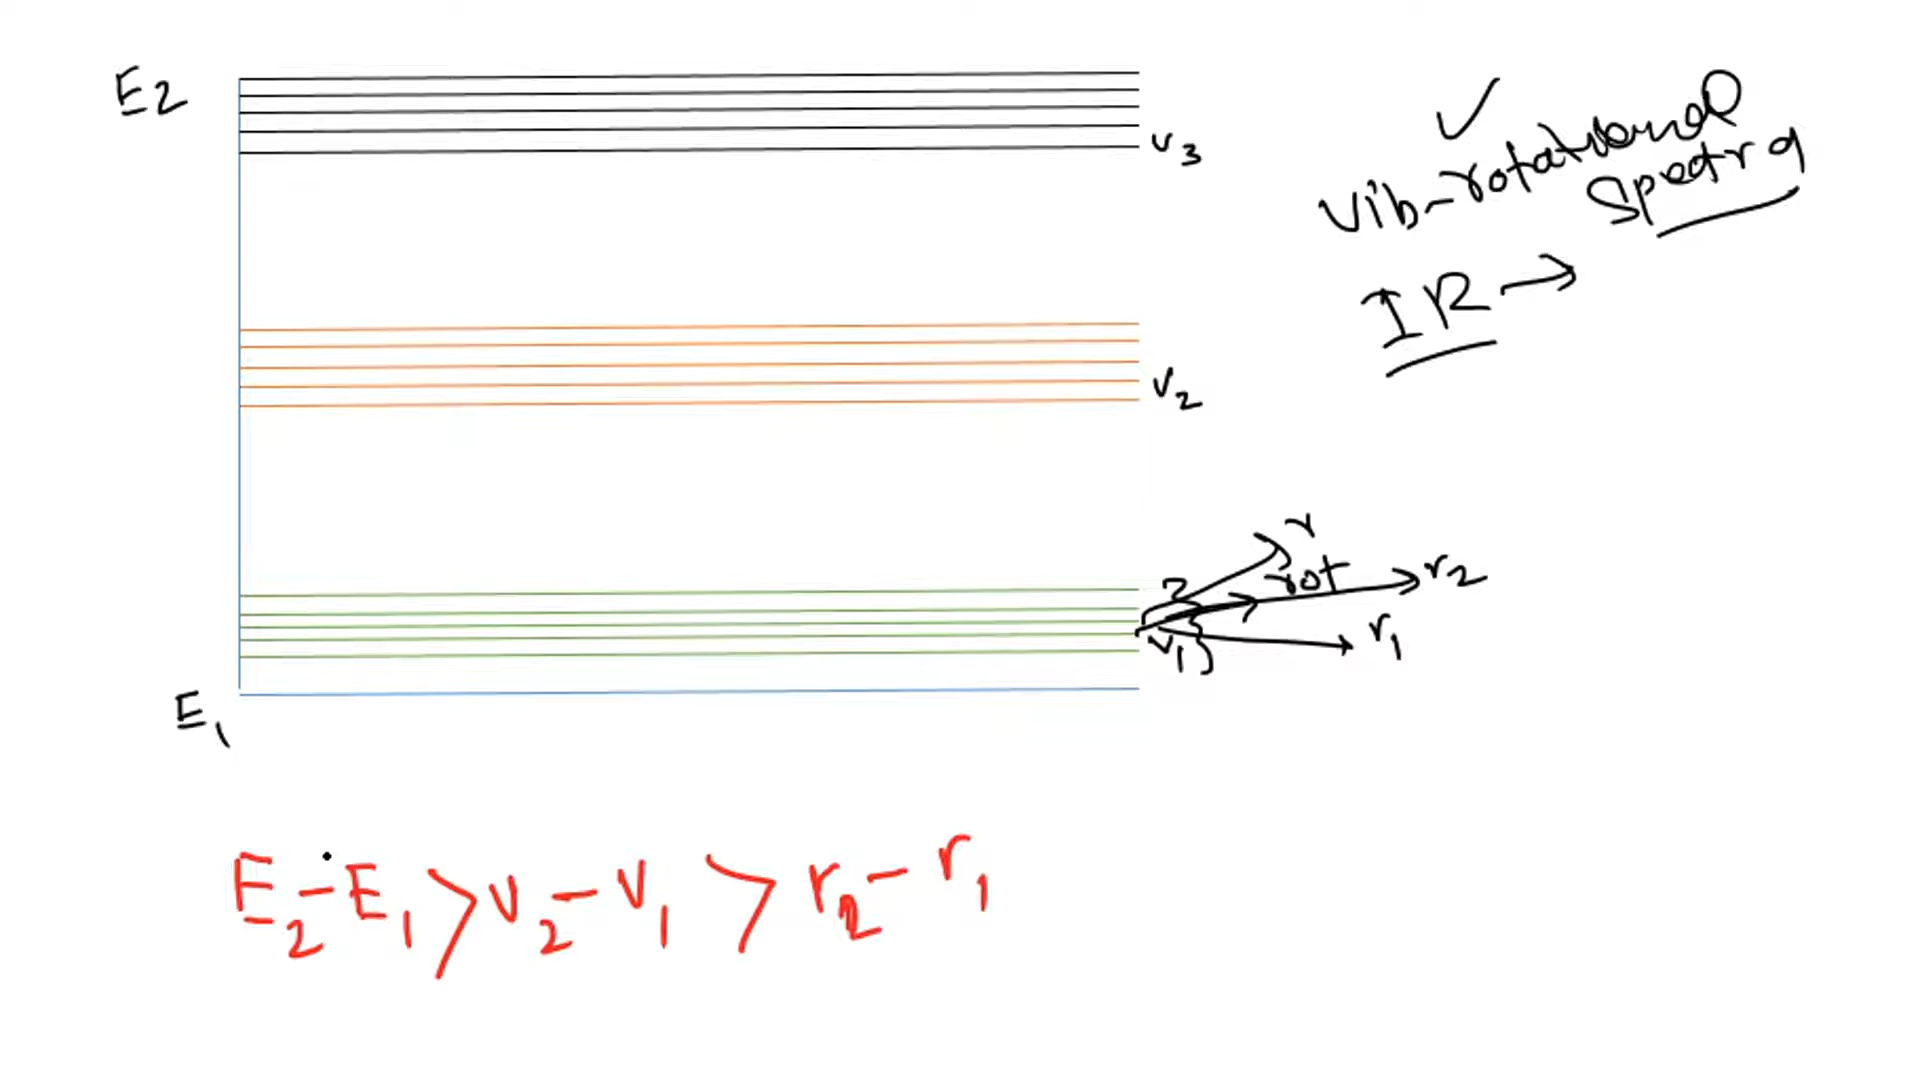 E2
v3
✓
Vib-rotational
Spectra
IR →
v2
r
rot
r2
r1
v1
E1
E2-E1 > v2-v1 > r2-r1